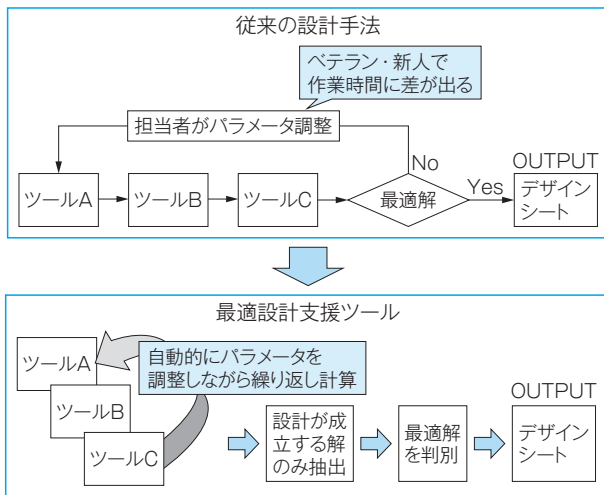 従来の設計手法
ベテラン・新人で
作業時間に差が出る
担当者がパラメータ調整
No
OUTPUT
ツールA
ツールB
ツールC
最適解
Yes
デザイン
シート
最適設計支援ツール
ツールA
自動的にパラメータを
調整しながら繰り返し計算
ツールB
ツールC
OUTPUT
設計が成
立する解
のみ抽出
最適解
を判別
デザイン
シート